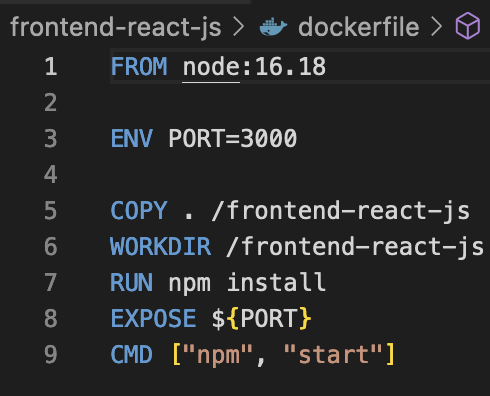 frontend-react-js > dockerfile >
1 FROM node:16.18
2
3 ENV PORT=3000
4
5 COPY . /frontend-react-js
6 WORKDIR /frontend-react-js
7 RUN npm install
8 EXPOSE ${PORT}
9 CMD ["npm", "start"]